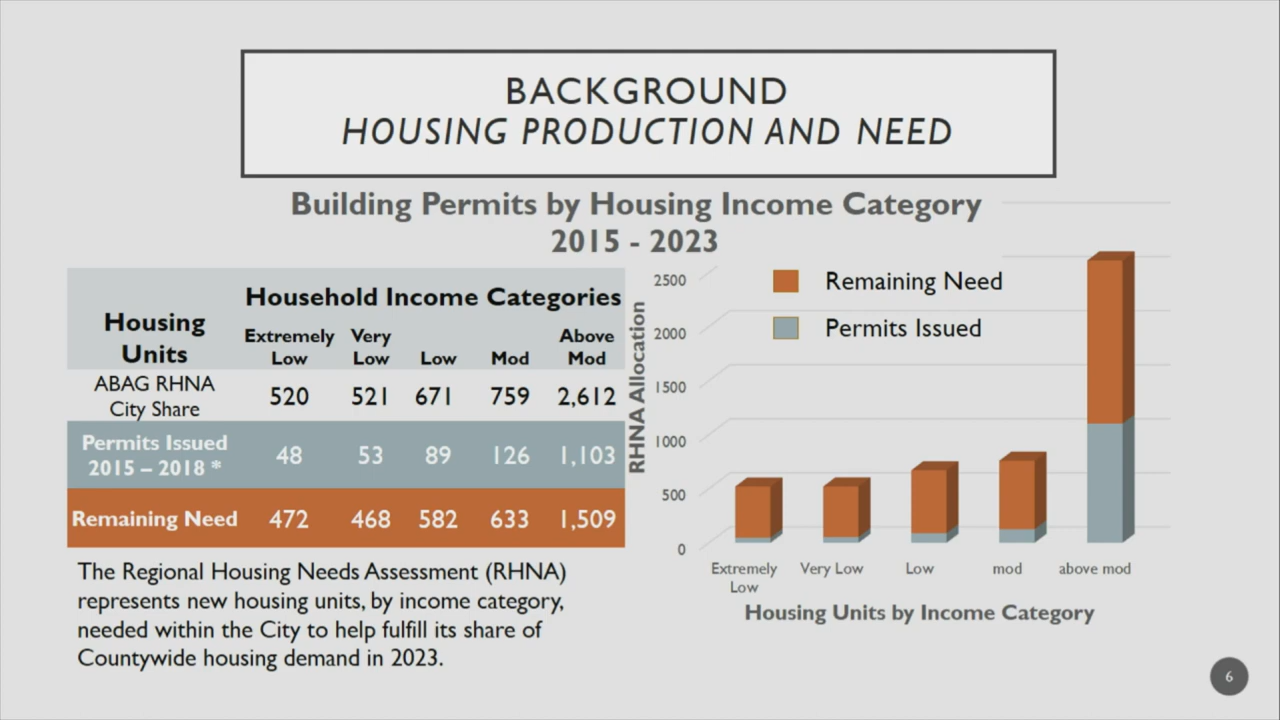 BACKGROUND
HOUSING PRODUCTION AND NEED
Building Permits by Housing Income Category
2015 - 2023
Household Income Categories
Housing
Units
Extremely Low
Very Low
Low
Mod
Above Mod
ABAG RHNA
City Share
520 521 671 759 2,612
Permits Issued
2015 – 2018 *
48 53 89 126 1,103
Remaining Need 472 468 582 633 1,509
The Regional Housing Needs Assessment (RHNA)
represents new housing units, by income category,
needed within the City to help fulfill its share of
Countywide housing demand in 2023.
RHNA Allocation
2500
2000
1500
1000
500
0
Remaining Need
Permits Issued
Extremely Low
Very Low
Low
mod
above mod
Housing Units by Income Category
6